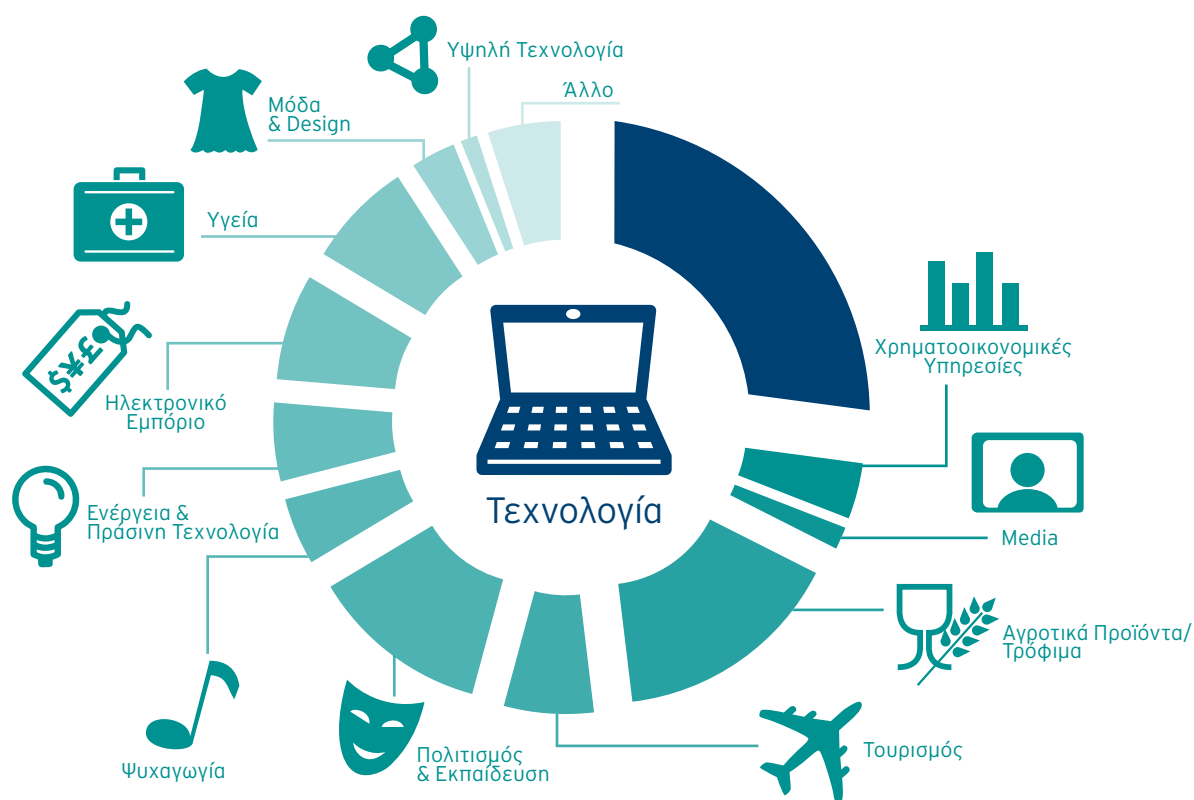 Υψηλή Τεχνολογία
Άλλο
Μόδα
& Design
Υγεία
Χρηματοοικονομικές
Υπηρεσίες
$¥£
Ηλεκτρονικό
Εμπόριο
Τεχνολογία
Ενέργεια &
Πράσινη Τεχνολογία
Media
Αγροτικά Προϊόντα/
Τρόφιμα
Τουρισμός
Πολιτισμός
& Εκπαίδευση
Ψυχαγωγία